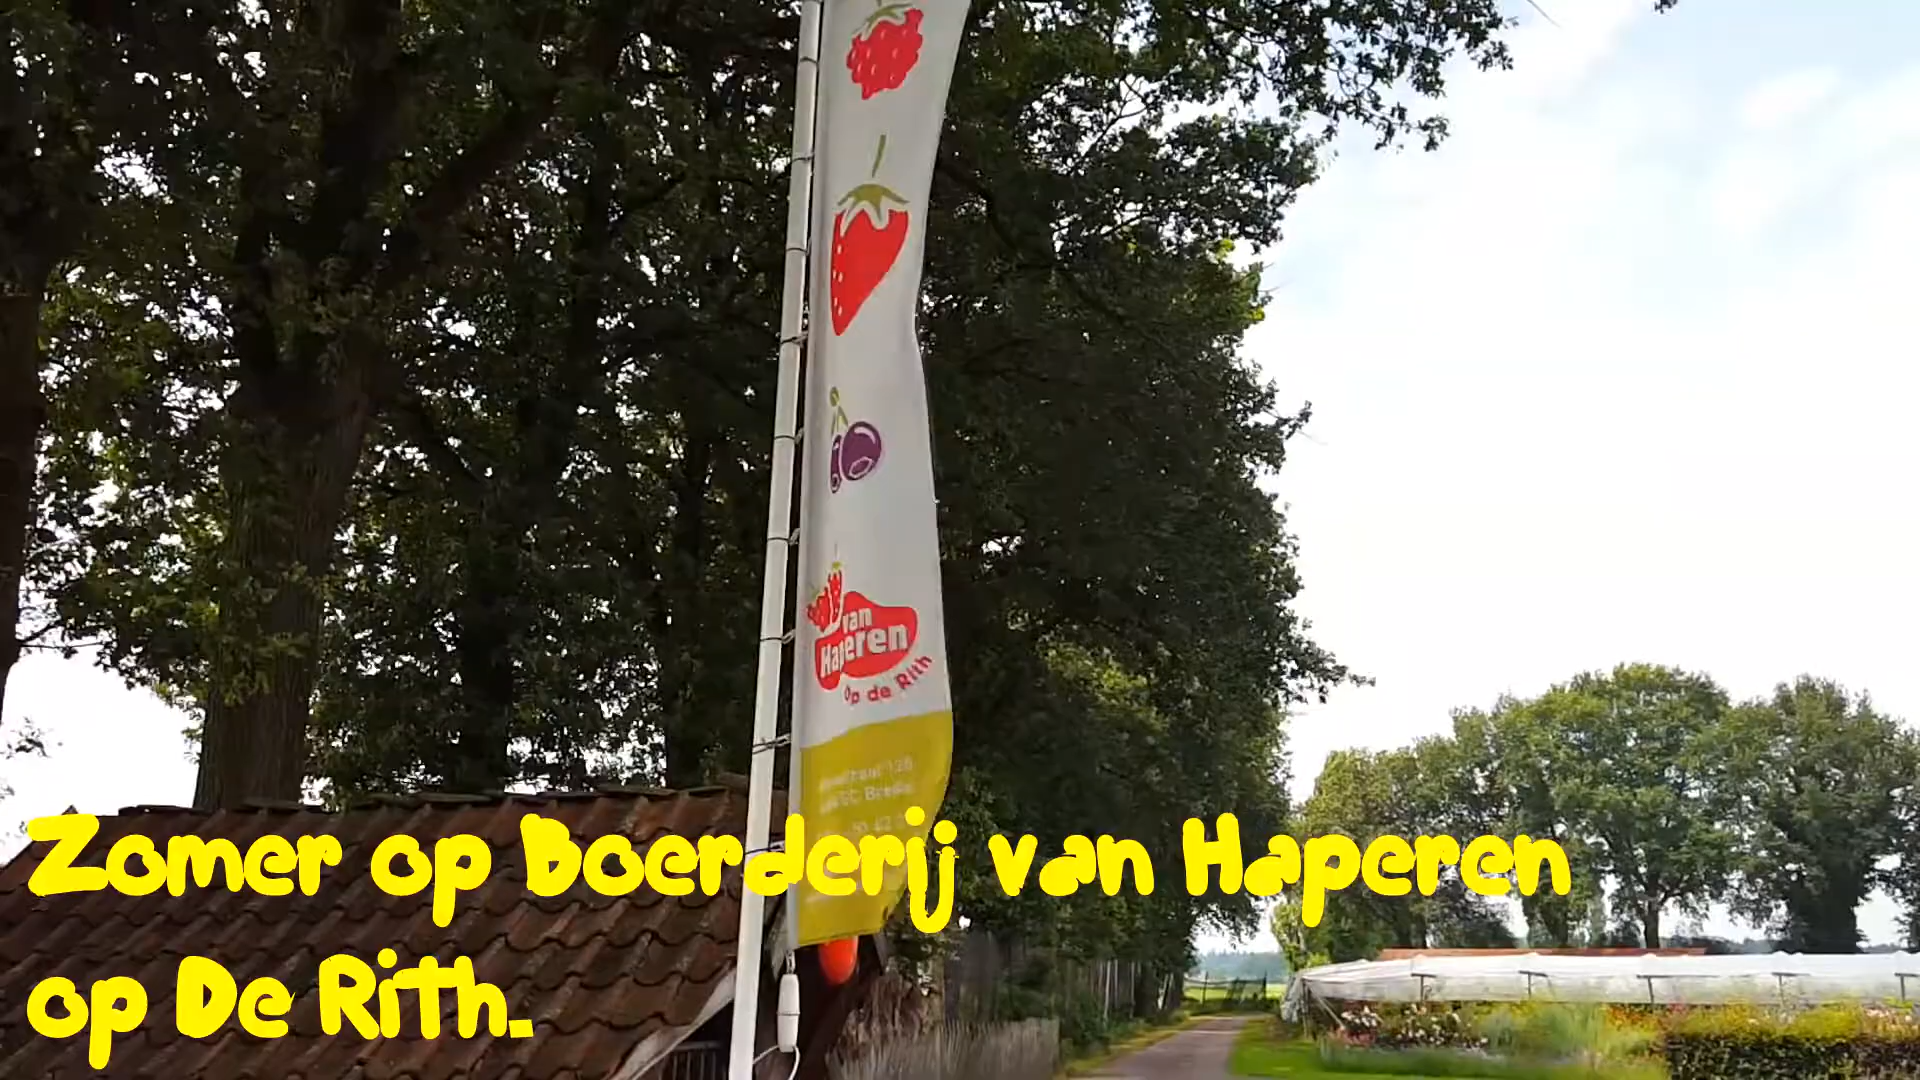 van
Haperen
op de Rith
Zomer op Boerderij van Haperen
op De Rith.